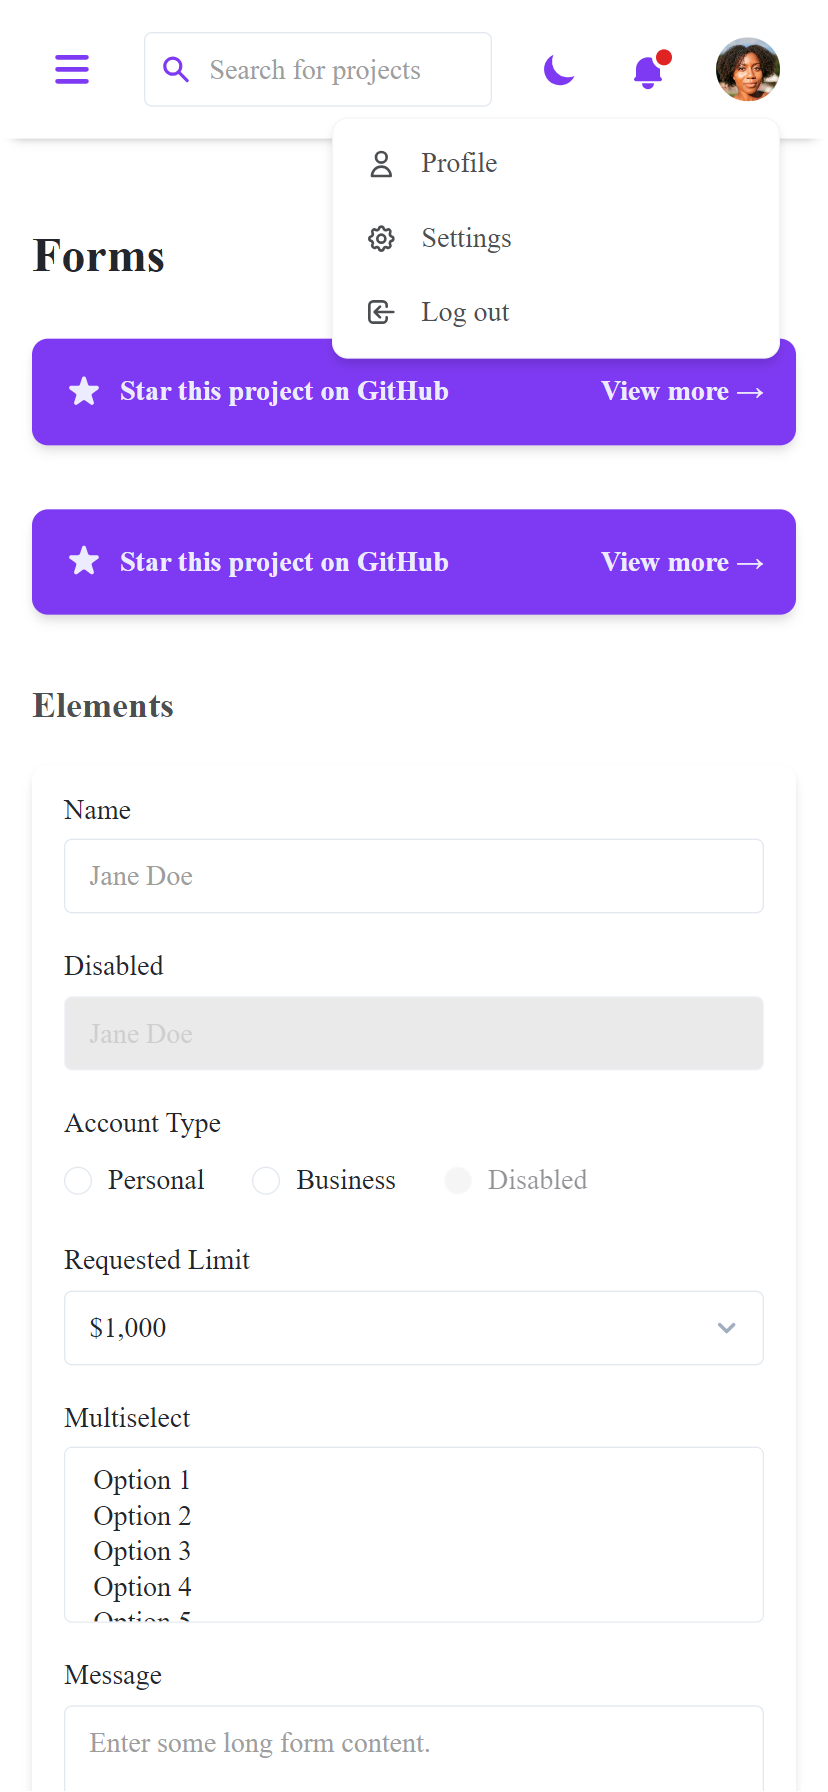 Search for projects
Profile
Settings
Log out
Forms
Star this project on GitHub View more →
Star this project on GitHub View more →
Elements
Name
Jane Doe
Disabled
Jane Doe
Account Type
Personal Business Disabled
Requested Limit
$1,000
Multiselect
Option 1
Option 2
Option 3
Option 4
Option 5
Message
Enter some long form content.